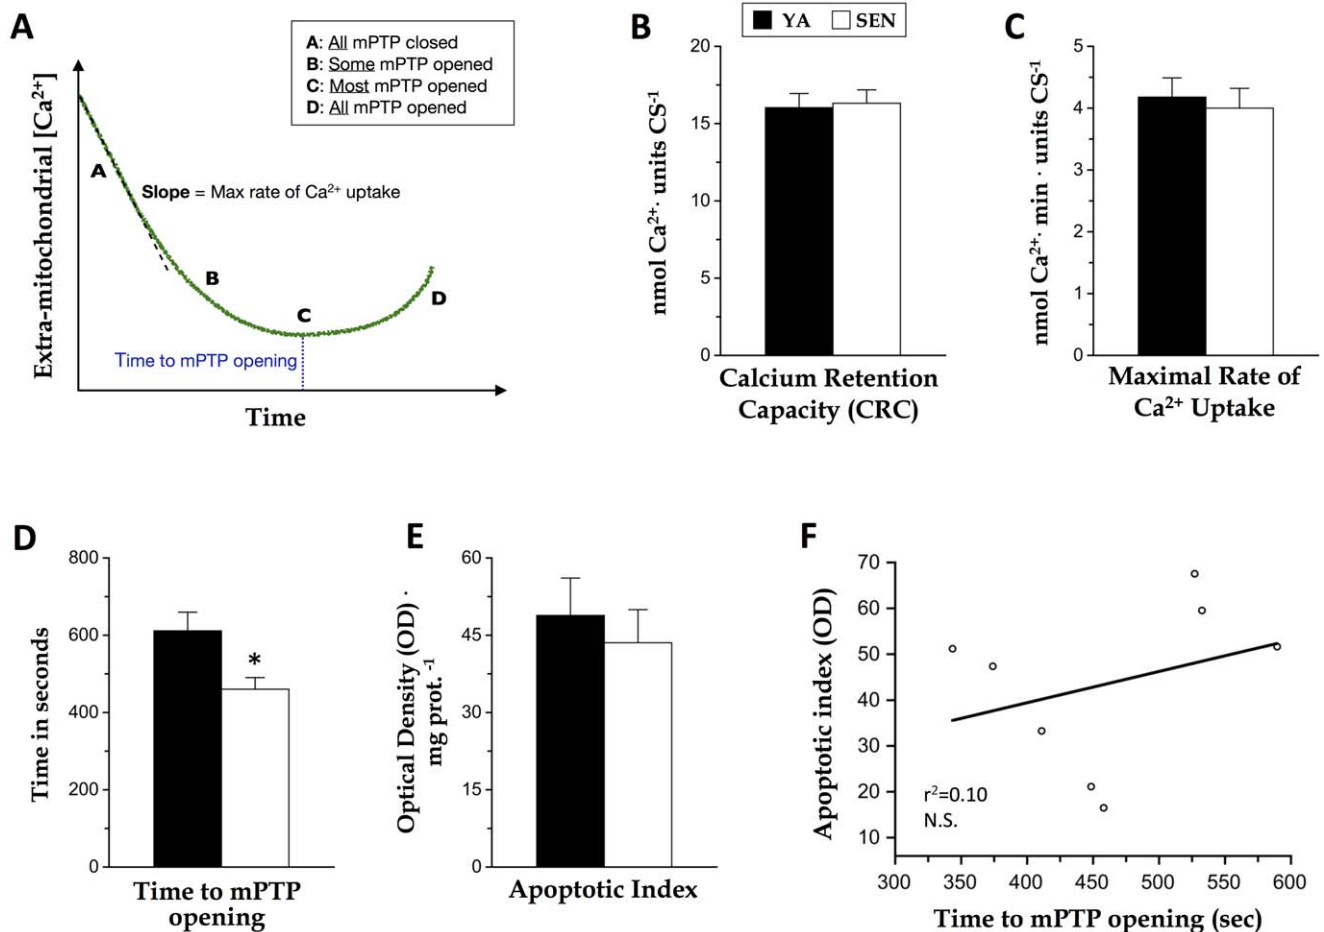 A
A: All mPTP closed
B: Some mPTP opened
C: Most mPTP opened
D: All mPTP opened
Extra-mitochondrial [Ca²⁺]
A
Slope = Max rate of Ca²⁺ uptake
B
C
D
Time to mPTP opening
Time
YA
SEN
B
20
15
10
5
0
nmol Ca²⁺· units CS⁻¹
Calcium Retention
Capacity (CRC)
C
5
4
3
2
1
0
nmol Ca²⁺· min · units CS⁻¹
Maximal Rate of
Ca²⁺ Uptake
D
800
600
400
200
0
Time in seconds
*
Time to mPTP
opening
E
60
45
30
15
0
Optical Density (OD) ·
mg prot. ⁻¹
Apoptotic Index
F
70
60
50
40
30
20
10
Apoptotic index (OD)
r²=0.10
N.S.
300 350 400 450 500 550 600
Time to mPTP opening (sec)